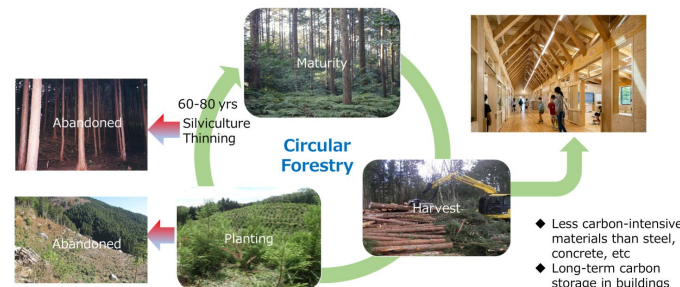 Maturity
60-80 yrs
Silviculture
Thinning
Abandoned
Circular
Forestry
Harvest
Planting
Abandoned
◆ Less carbon-intensive
materials than steel,
concrete, etc
◆ Long-term carbon
storage in buildings